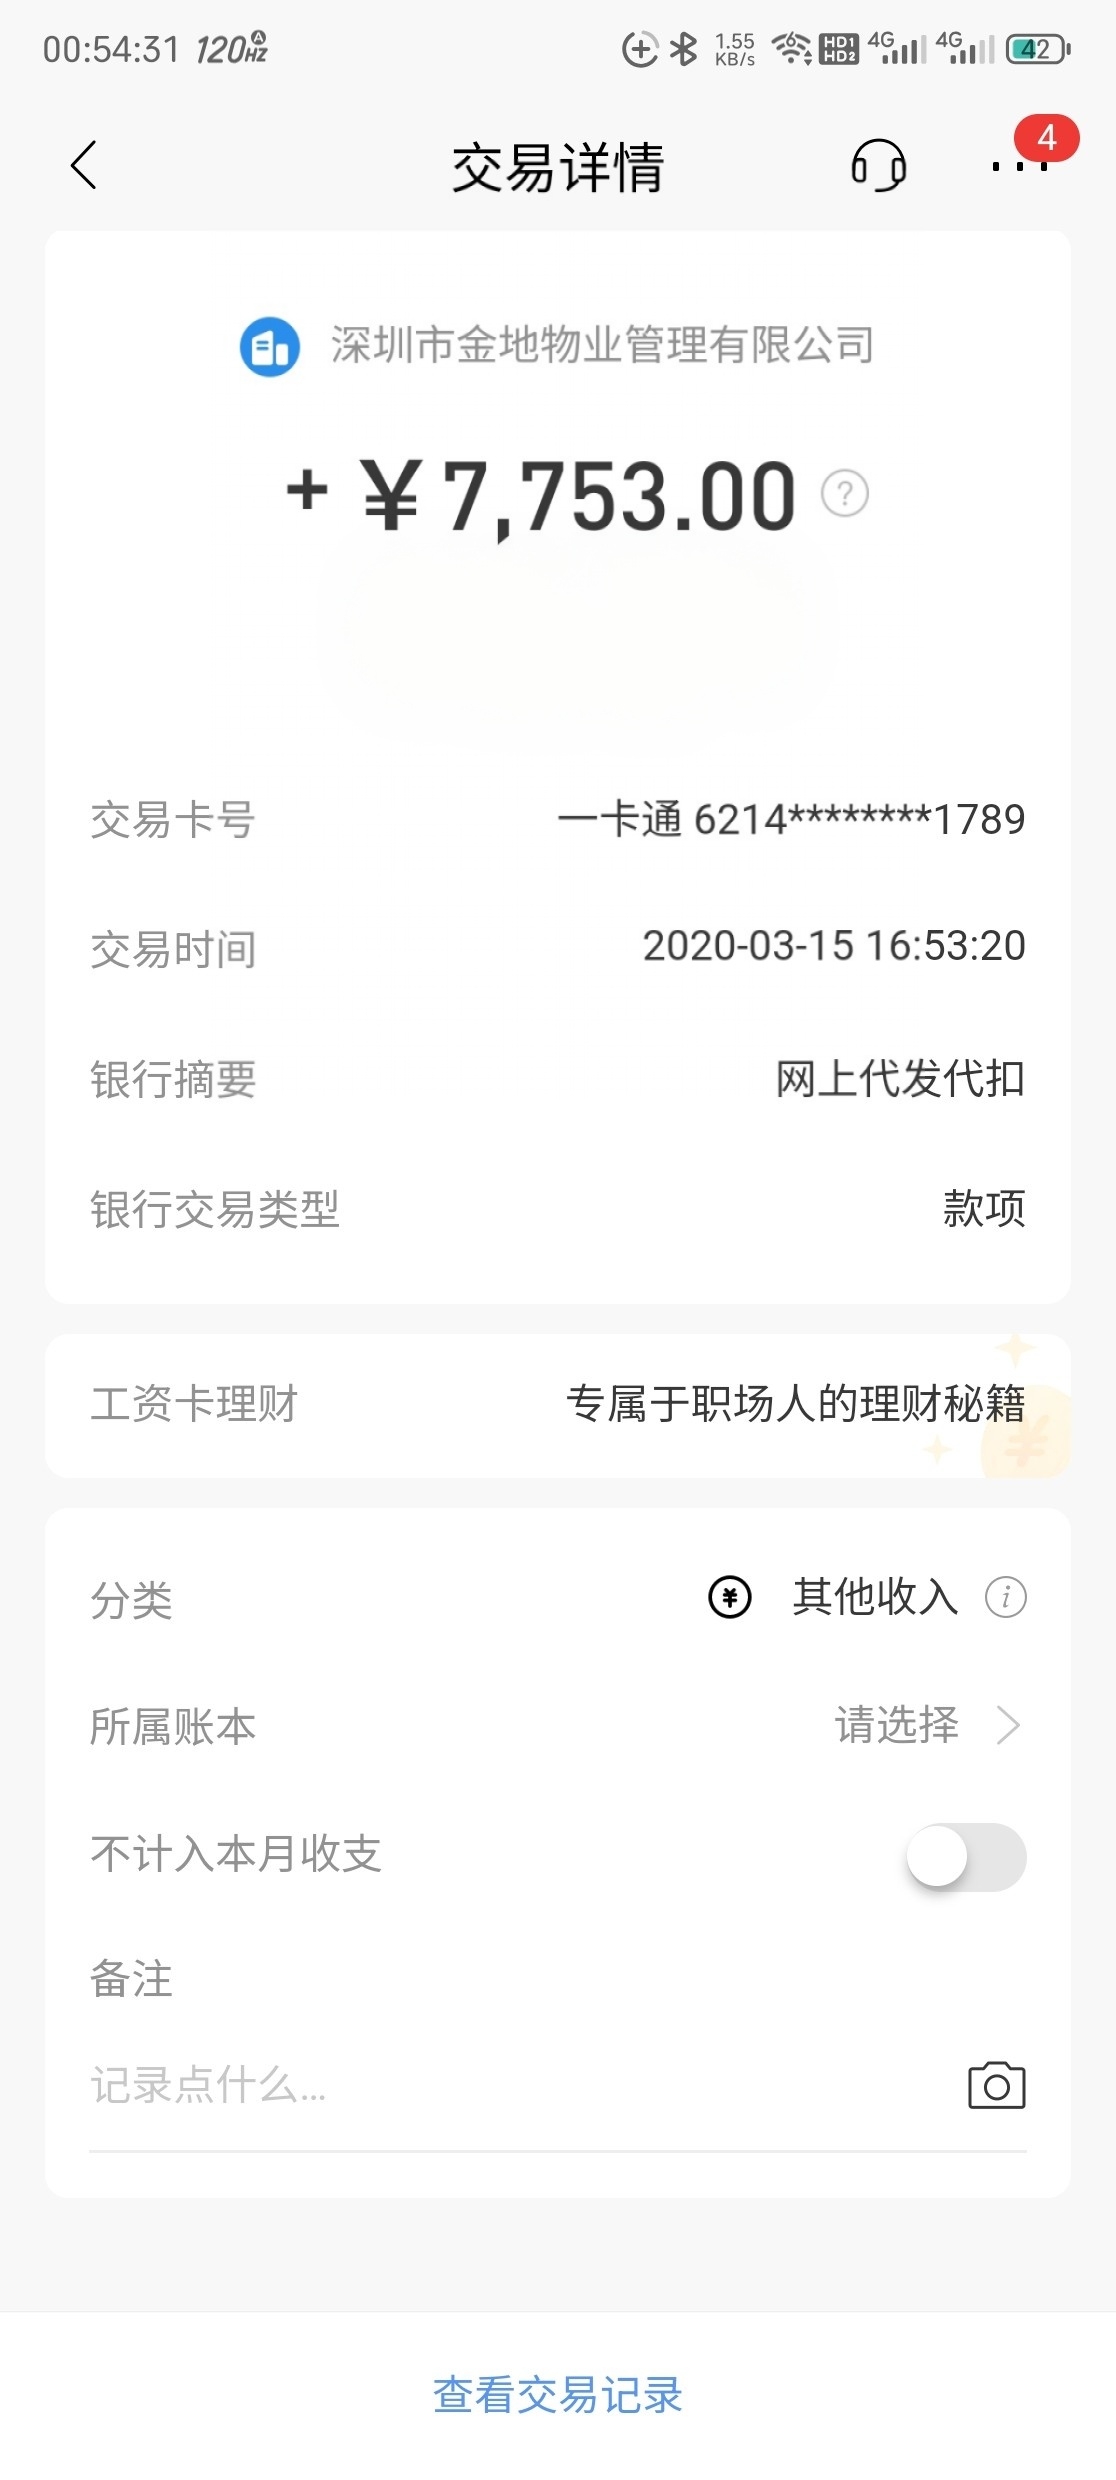 00:54:31 120HZ A 1.55 KB/s 6 HD1 HD2 4G 4G 42
交易详情 4
深圳市金地物业管理有限公司
+ ¥7,753.00 ?
交易卡号 一卡通 6214********1789
交易时间 2020-03-15 16:53:20
银行摘要 网上代发代扣
银行交易类型 款项
工资卡理财 专属于职场人的理财秘籍
分类 ¥ 其他收入 i
所属账本 请选择
不计入本月收支
备注
记录点什么...
查看交易记录